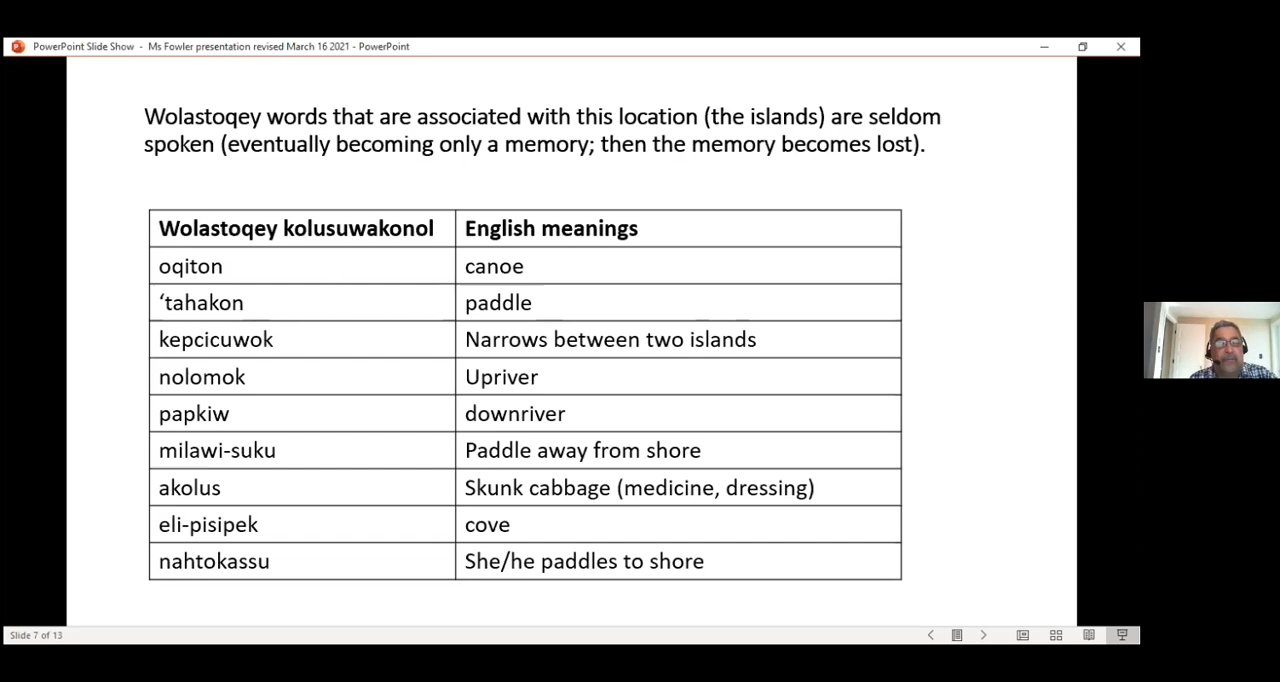 PowerPoint Slide Show - Ms Fowler presentation revised March 16 2021 - PowerPoint
Wolastoqey words that are associated with this location (the islands) are seldom
spoken (eventually becoming only a memory; then the memory becomes lost).
Wolastoqey kolusuwakonol English meanings
oqiton canoe
‘tahakon paddle
kepcicuwok Narrows between two islands
nolomok Upriver
papkiw downriver
milawi-suku Paddle away from shore
akolus Skunk cabbage (medicine, dressing)
eli-pisipek cove
nahtokassu She/he paddles to shore
Slide 7 of 13